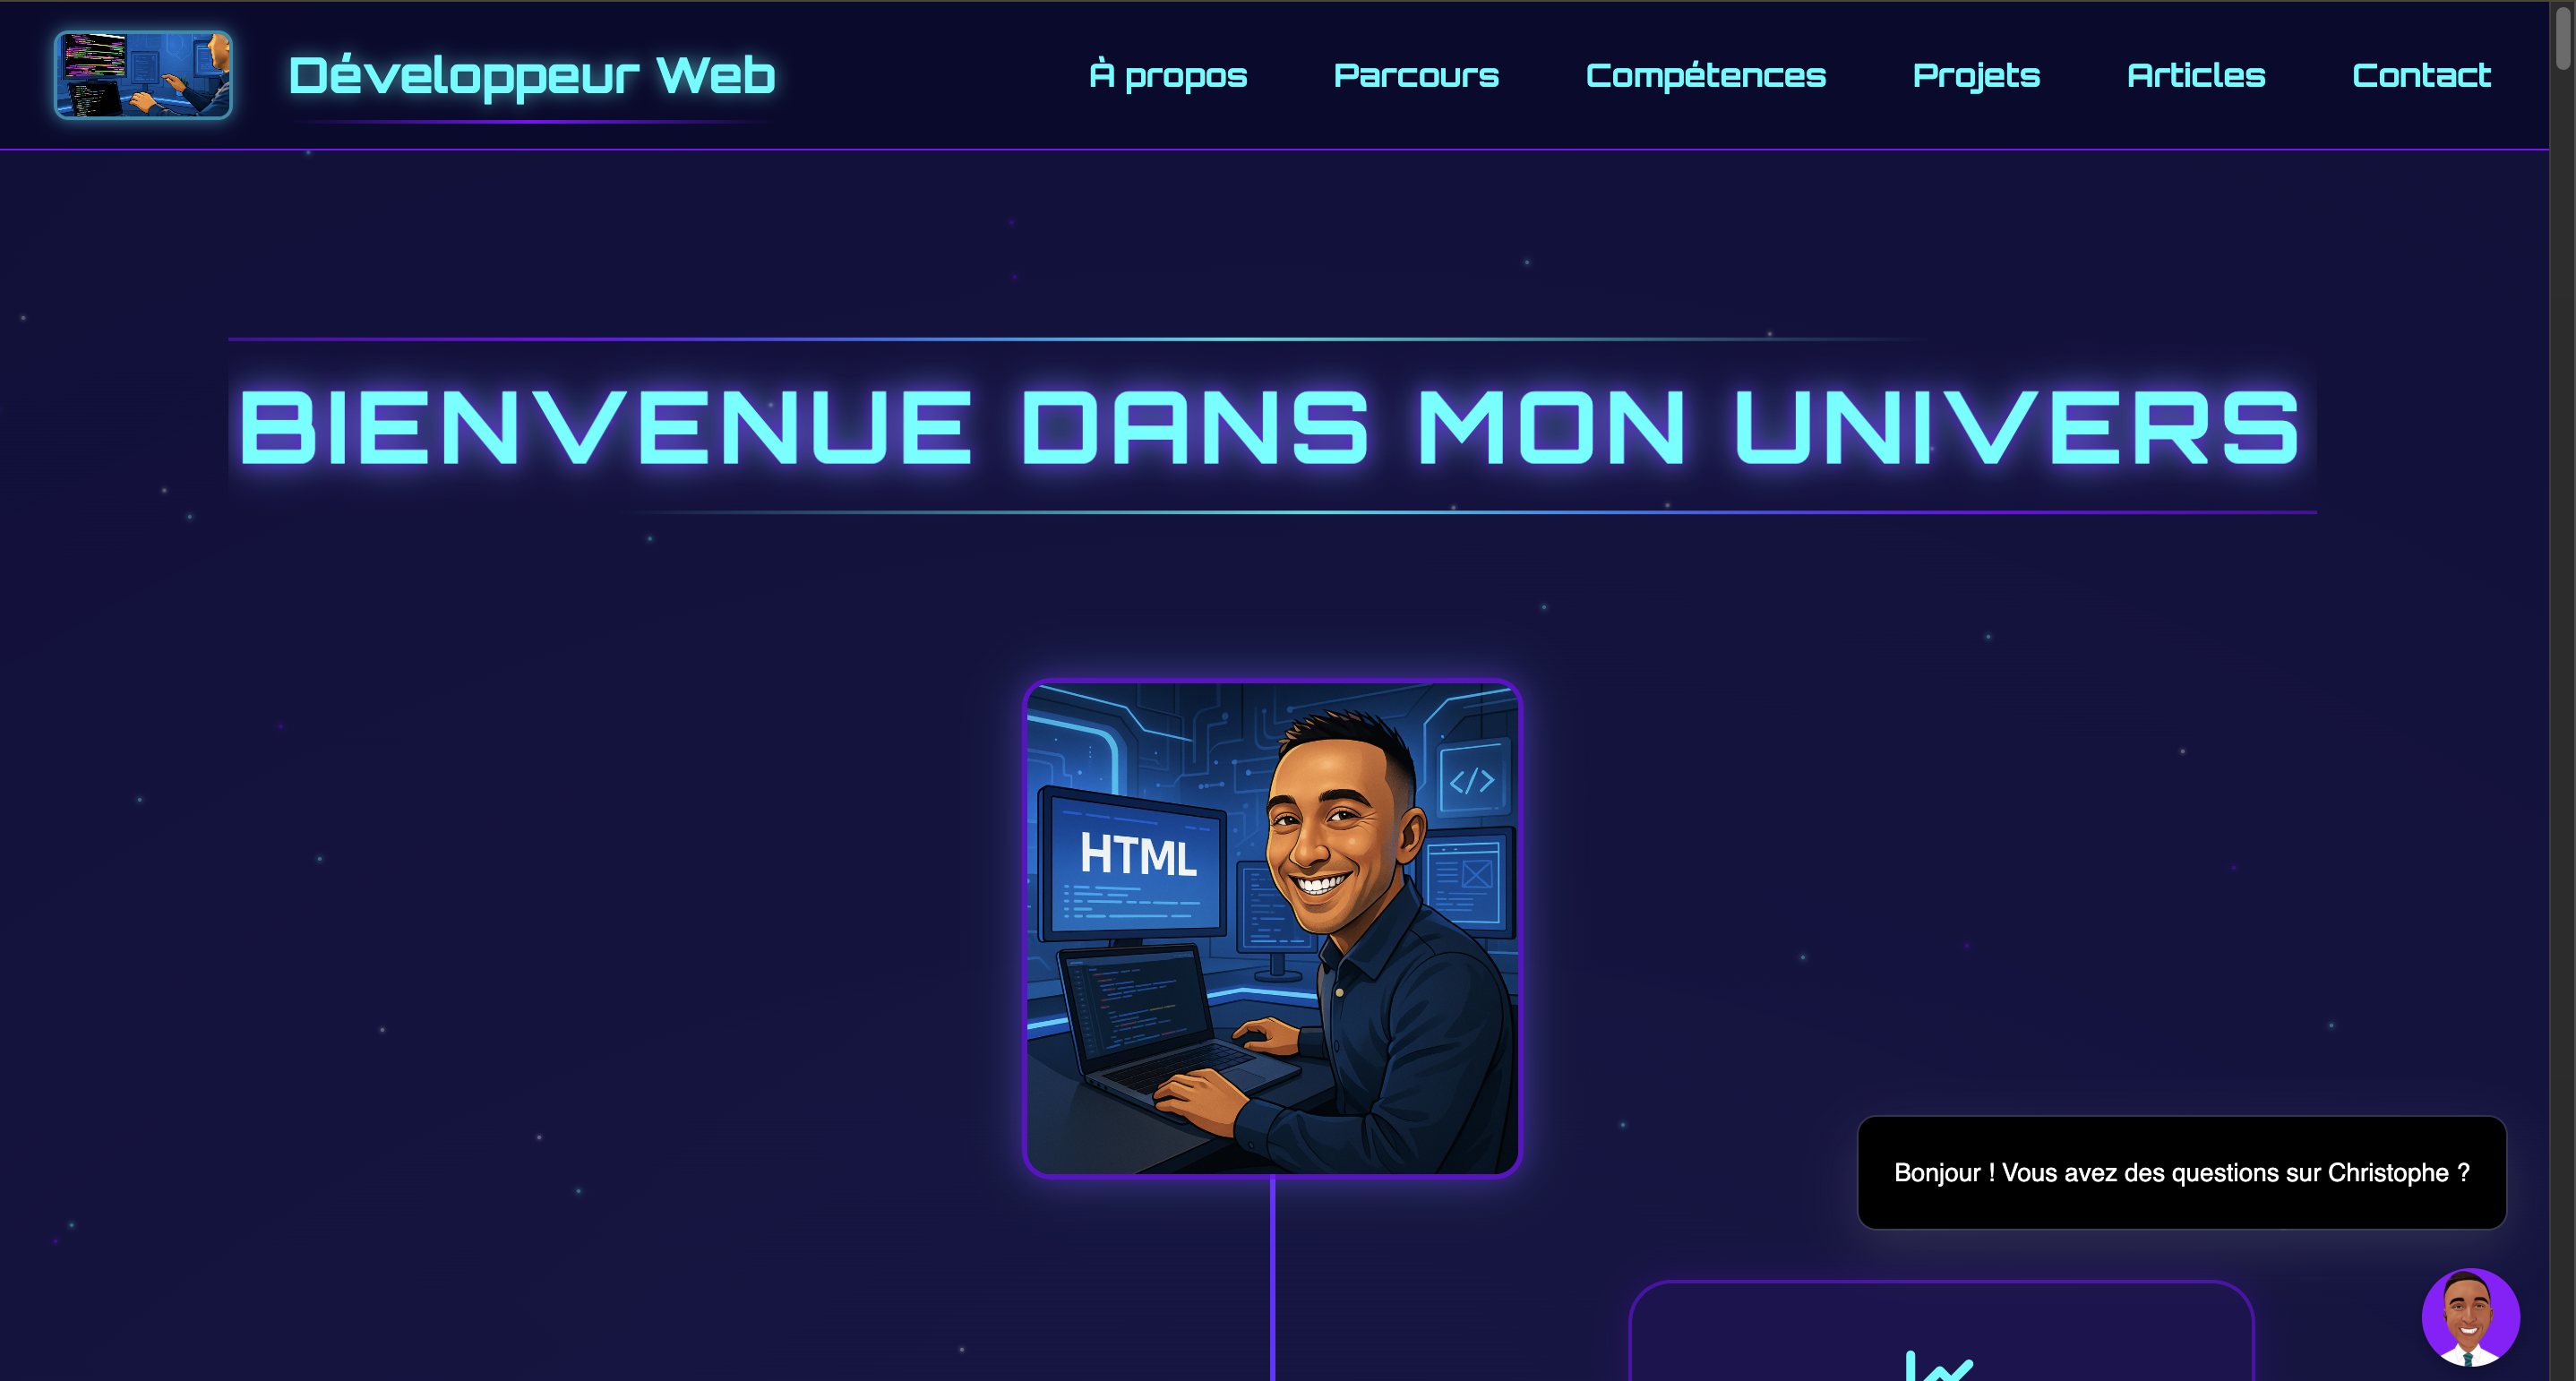 Développeur Web
À propos
Parcours
Compétences
Projets
Articles
Contact
BIENVENUE DANS MON UNIVERS
HTML
</>
Bonjour ! Vous avez des questions sur Christophe ?